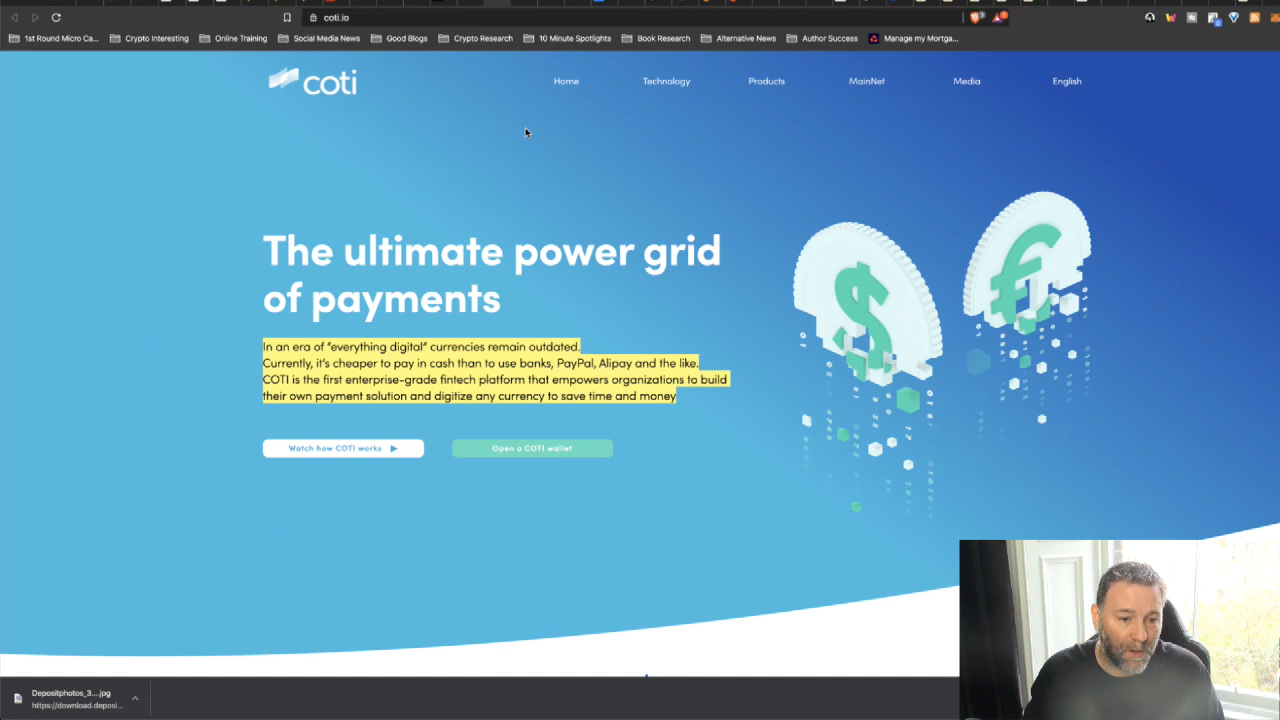 coti.io
1st Round Micro Ca...
Crypto Interesting
Online Training
Social Media News
Good Blogs
Crypto Research
10 Minute Spotlights
Book Research
Alternative News
Author Success
Manage my Mortga...
coti
Home
Technology
Products
MainNet
Media
English
The ultimate power grid
of payments
In an era of "everything digital" currencies remain outdated.
Currently, it's cheaper to pay in cash than to use banks, PayPal, Alipay and the like.
COTI is the first enterprise-grade fintech platform that empowers organizations to build
their own payment solution and digitize any currency to save time and money
Watch how COTI works
Open a COTI wallet
$
€
Depositphotos_3....jpg
https://download.deposi...